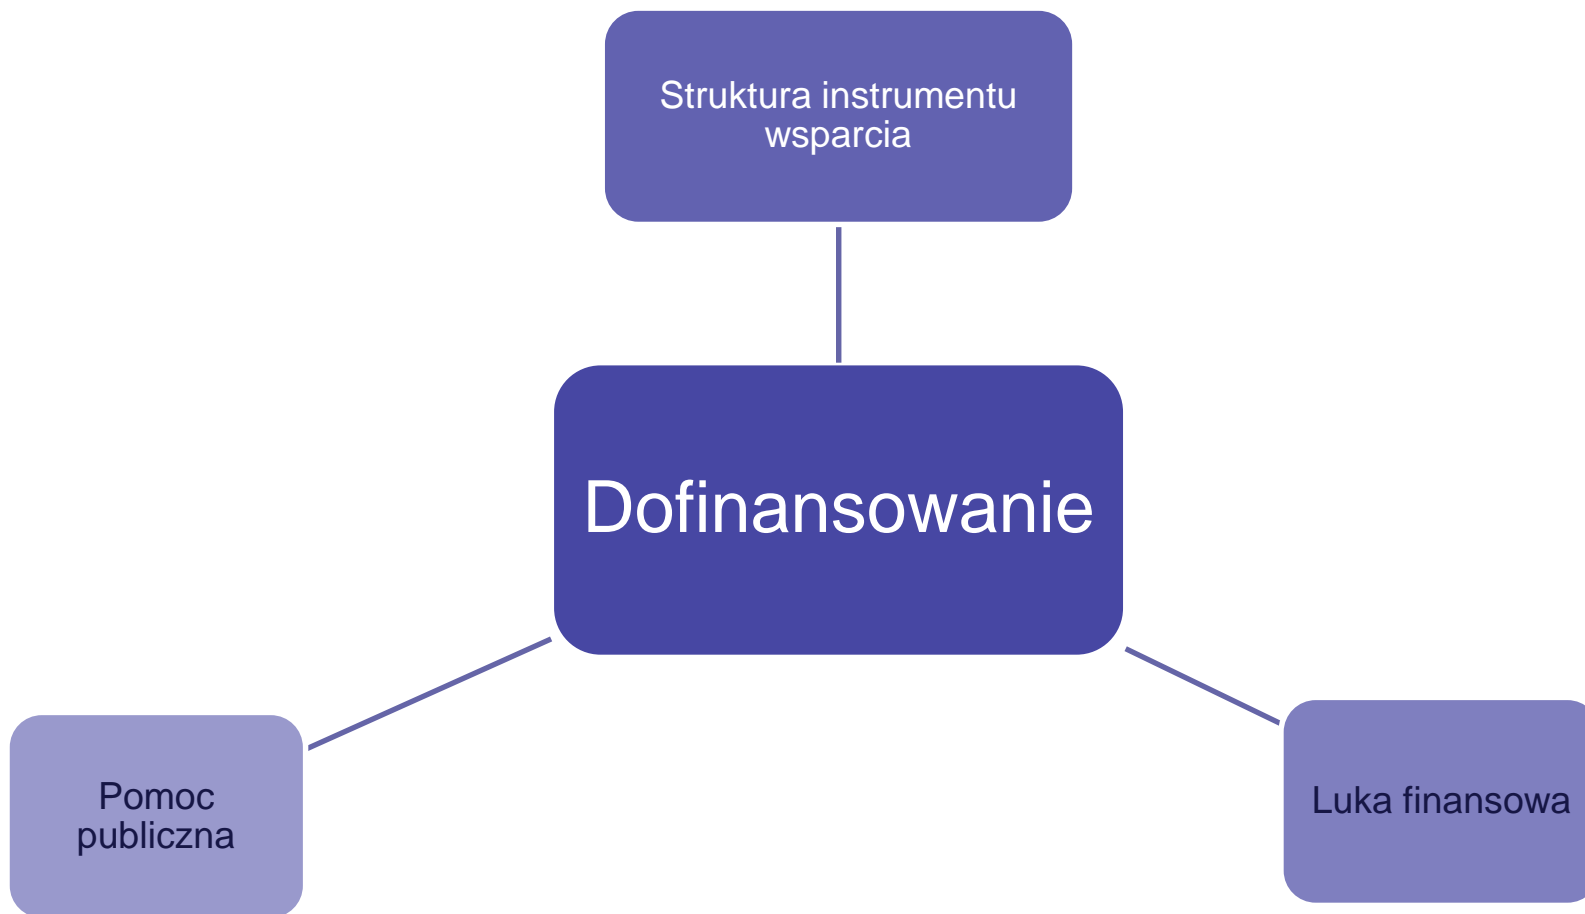 Struktura instrumentu
wsparcia
Dofinansowanie
Pomoc
publiczna
Luka finansowa